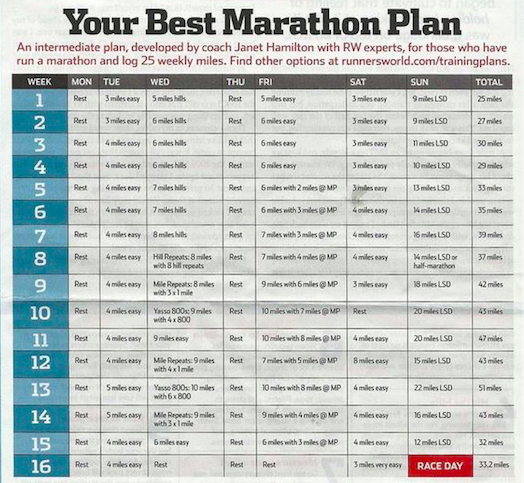 Your Best Marathon Plan
An intermediate plan, developed by coach Janet Hamilton with RW experts, for those who have
run a marathon and log 25 weekly miles. Find other options at runnersworld.com/trainingplans.
WEEK MON TUE WED THU FRI SAT SUN TOTAL
1 Rest 3 miles easy 5 miles hills Rest 5 miles easy 3 miles easy 9 miles LSD 25 miles
2 Rest 3 miles easy 6 miles hills Rest 6 miles easy 3 miles easy 9 miles LSD 27 miles
3 Rest 4 miles easy 6 miles hills Rest 6 miles easy 3 miles easy 11 miles LSD 30 miles
4 Rest 4 miles easy 6 miles hills Rest 6 miles easy 3 miles easy 10 miles LSD 29 miles
5 Rest 4 miles easy 7 miles hills Rest 6 miles with 2 miles @ MP 3 miles easy 13 miles LSD 33 miles
6 Rest 4 miles easy 7 miles hills Rest 6 miles with 3 miles @ MP 4 miles easy 14 miles LSD 35 miles
7 Rest 4 miles easy 8 miles hills Rest 7 miles with 3 miles @ MP 4 miles easy 16 miles LSD 39 miles
8 Rest 4 miles easy Hill Repeats: 8 miles with 8 hill repeats Rest 7 miles with 4 miles @ MP 4 miles easy 14 miles LSD or half-marathon 37 miles
9 Rest 4 miles easy Mile Repeats: 8 miles with 3 x 1 mile Rest 9 miles with 6 miles @ MP 3 miles easy 18 miles LSD 42 miles
10 Rest 4 miles easy Yasso 800s: 9 miles with 4 x 800 Rest 10 miles with 7 miles @ MP Rest 20 miles LSD 43 miles
11 Rest 4 miles easy 9 miles easy Rest 10 miles with 8 miles @ MP 4 miles easy 20 miles LSD 47 miles
12 Rest 4 miles easy Mile Repeats: 9 miles with 4 x 1 mile Rest 7 miles with 5 miles @ MP 8 miles easy 15 miles LSD 43 miles
13 Rest 5 miles easy Yasso 800s: 10 miles with 6 x 800 Rest 10 miles with 8 miles @ MP 4 miles easy 22 miles LSD 51 miles
14 Rest 5 miles easy Mile Repeats: 9 miles with 3 x 1 mile Rest 9 miles with 4 miles @ MP 4 miles easy 16 miles LSD 43 miles
15 Rest 4 miles easy 6 miles easy Rest 6 miles with 3 miles @ MP 4 miles easy 12 miles LSD 32 miles
16 Rest 4 miles easy Rest Rest Rest 3 miles very easy RACE DAY 33.2 miles